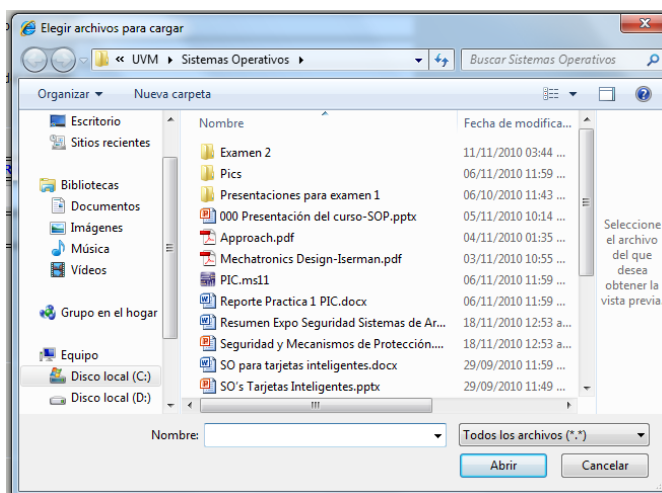 Elegir archivos para cargar
« UVM ▸ Sistemas Operativos ▸
Buscar Sistemas Operativos
Organizar ▾ Nueva carpeta
Escritorio
Sitios recientes
Bibliotecas
Documentos
Imágenes
Música
Vídeos
Grupo en el hogar
Equipo
Disco local (C:)
Disco local (D:)
Nombre Fecha de modifica...
Examen 2 11/11/2010 03:44 ...
Pics 06/11/2010 11:59 ...
Presentaciones para examen 1 06/10/2010 11:43 ...
000 Presentación del curso-SOP.pptx 05/11/2010 10:14 ...
Approach.pdf 04/11/2010 01:35 ...
Mechatronics Design-Iserman.pdf 03/11/2010 10:55 ...
PIC.ms11 06/11/2010 11:59 ...
Reporte Practica 1 PIC.docx 06/11/2010 11:59 ...
Resumen Expo Seguridad Sistemas de Ar... 18/11/2010 12:53 a...
Seguridad y Mecanismos de Protección.... 18/11/2010 12:53 a...
SO para tarjetas inteligentes.docx 29/09/2010 11:59 ...
SO's Tarjetas Inteligentes.pptx 29/09/2010 11:49 ...
Seleccione
el archivo
del que
desea
obtener la
vista previa
Nombre:
Todos los archivos (*.*)
Abrir Cancelar